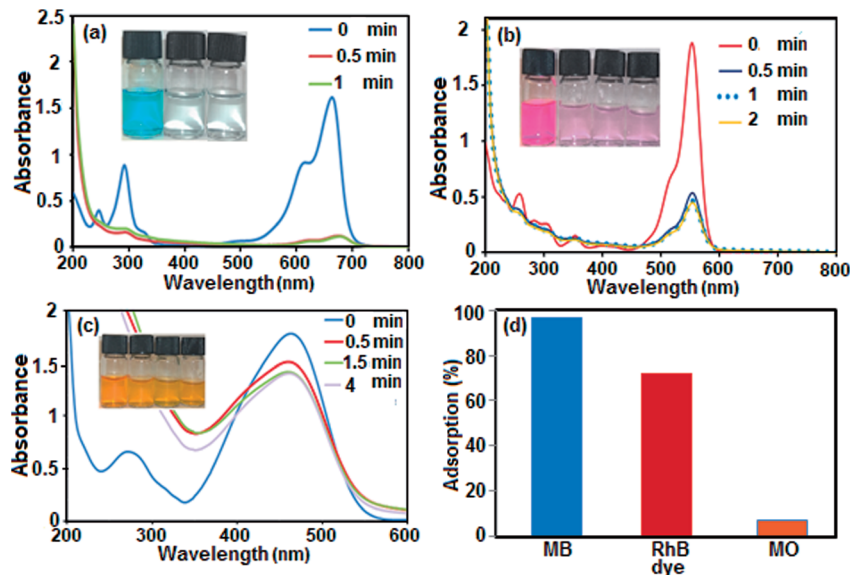 (a)
0 min
0.5 min
1 min
Absorbance
2.5
2
1.5
1
0.5
0
200 300 400 500 600 700 800
Wavelength (nm)
(b)
0 min
0.5 min
1 min
2 min
Absorbance
2
1.5
1
0.5
0
200 300 400 500 600 700 800
Wavelength (nm)
(c)
0 min
0.5 min
1.5 min
4 min
Absorbance
2
1.5
1
0.5
0
200 300 400 500 600
Wavelength (nm)
(d)
Adsorption (%)
100
80
60
40
20
0
MB RhB MO
dye